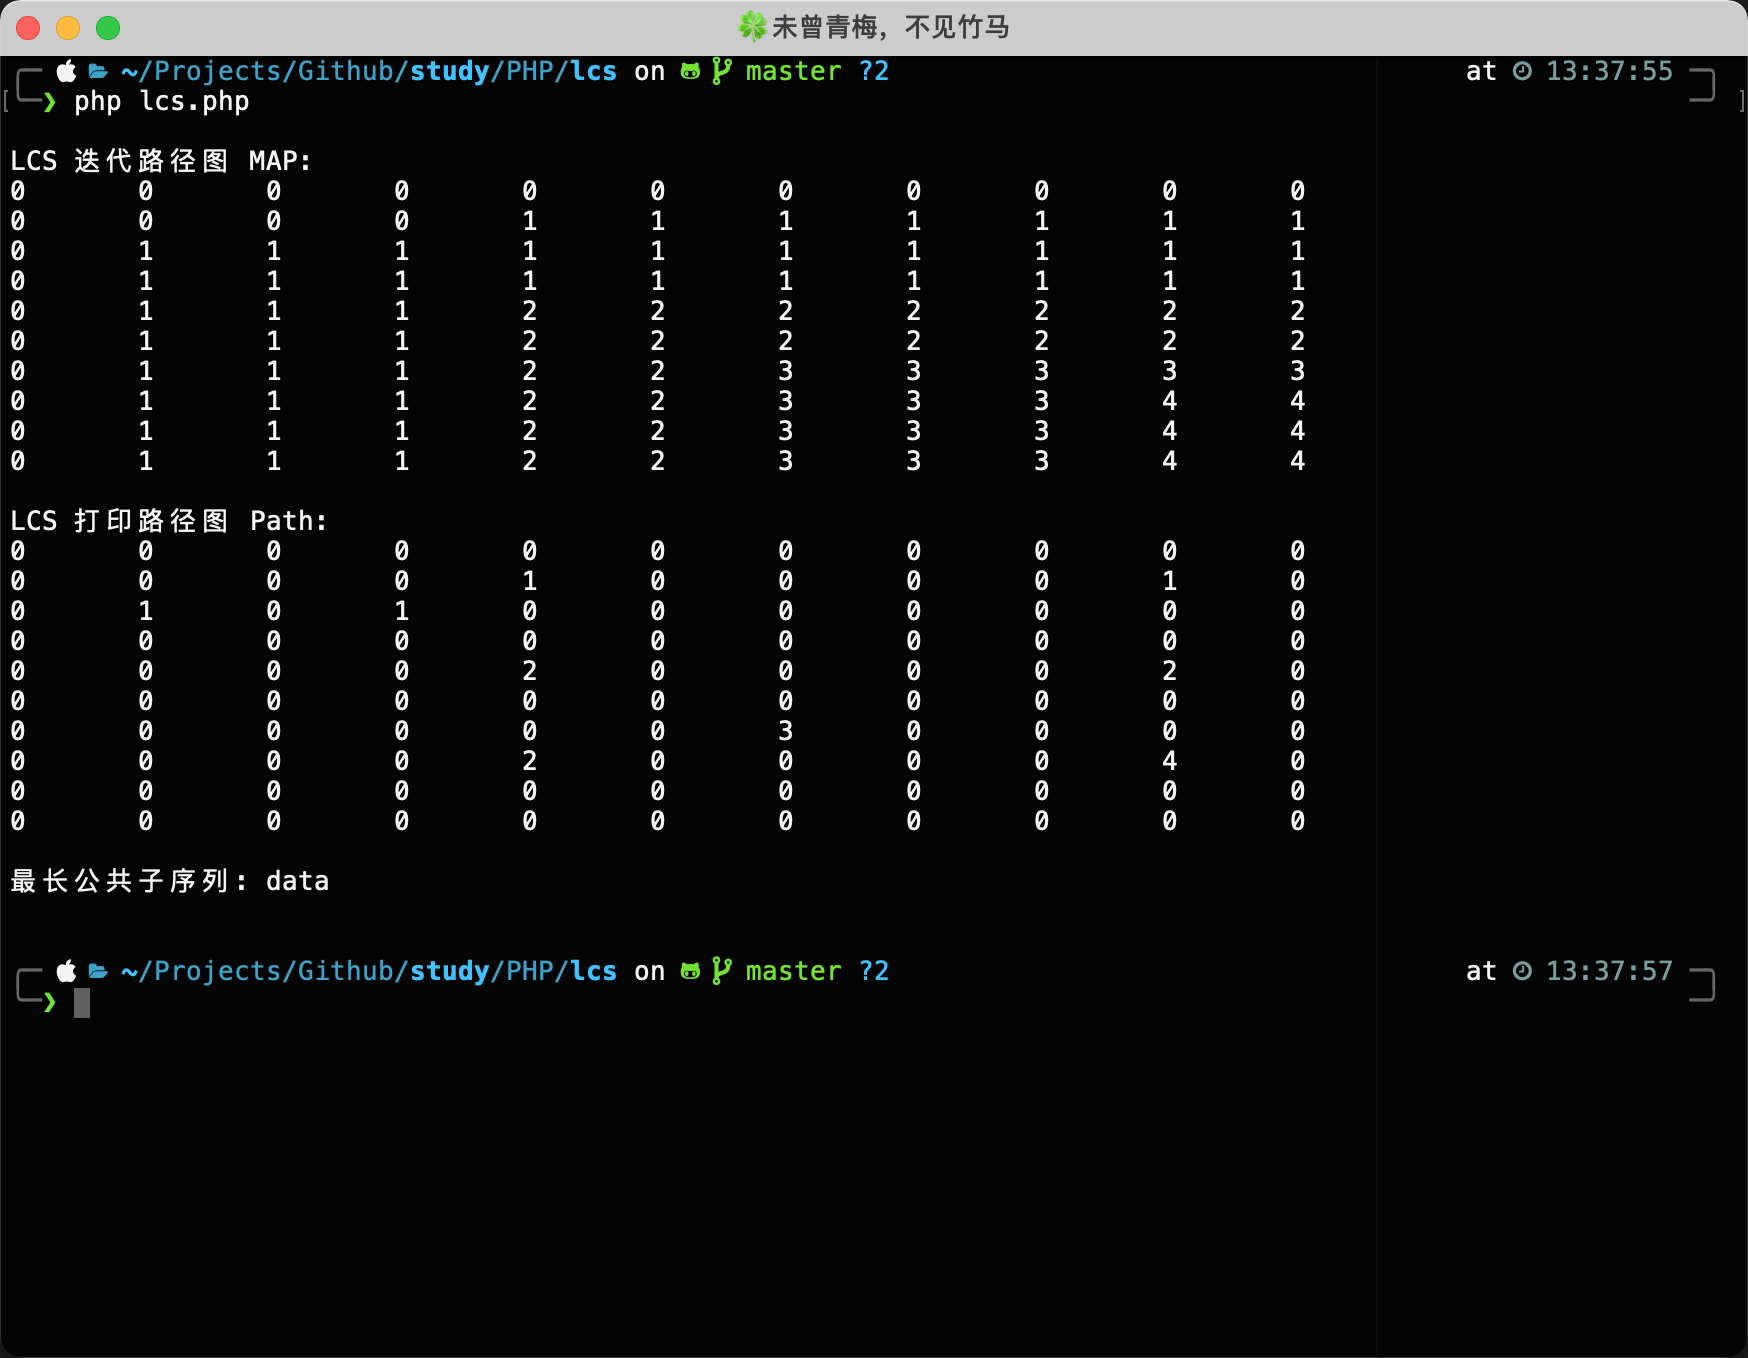 🍀未曾青梅，不见竹马
~/Projects/Github/study/PHP/lcs on master ?2 at 13:37:55
❯ php lcs.php
LCS 迭代路径图 MAP:
0 0 0 0 0 0 0 0 0 0 0
0 0 0 0 1 1 1 1 1 1 1
0 1 1 1 1 1 1 1 1 1 1
0 1 1 1 1 1 1 1 1 1 1
0 1 1 1 2 2 2 2 2 2 2
0 1 1 1 2 2 2 2 2 2 2
0 1 1 1 2 2 3 3 3 3 3
0 1 1 1 2 2 3 3 3 4 4
0 1 1 1 2 2 3 3 3 4 4
0 1 1 1 2 2 3 3 3 4 4
LCS 打印路径图 Path:
0 0 0 0 0 0 0 0 0 0 0
0 0 0 0 1 0 0 0 0 1 0
0 1 0 1 0 0 0 0 0 0 0
0 0 0 0 0 0 0 0 0 0 0
0 0 0 0 2 0 0 0 0 2 0
0 0 0 0 0 0 0 0 0 0 0
0 0 0 0 0 0 3 0 0 0 0
0 0 0 0 2 0 0 0 0 4 0
0 0 0 0 0 0 0 0 0 0 0
0 0 0 0 0 0 0 0 0 0 0
最长公共子序列: data
~/Projects/Github/study/PHP/lcs on master ?2 at 13:37:57
❯